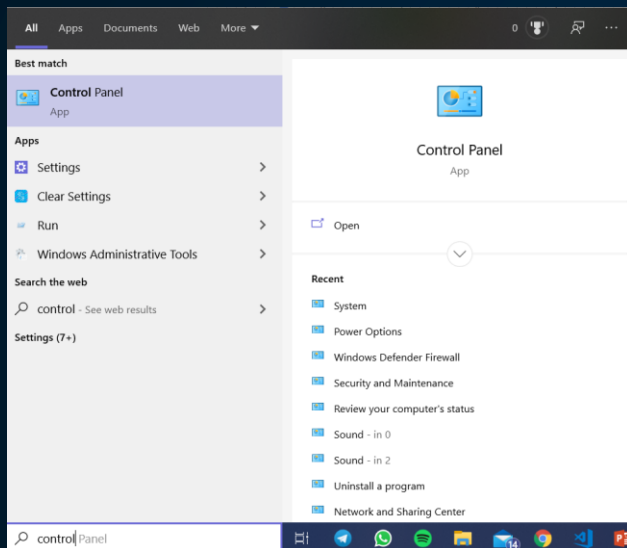 All Apps Documents Web More 0 ...
Best match
Control Panel
App
Apps
Settings
Clear Settings
Run
Windows Administrative Tools
Search the web
control - See web results
Settings (7+)
Control Panel
App
Open
Recent
System
Power Options
Windows Defender Firewall
Security and Maintenance
Review your computer's status
Sound - in 0
Sound - in 2
Uninstall a program
Network and Sharing Center
control Panel
14